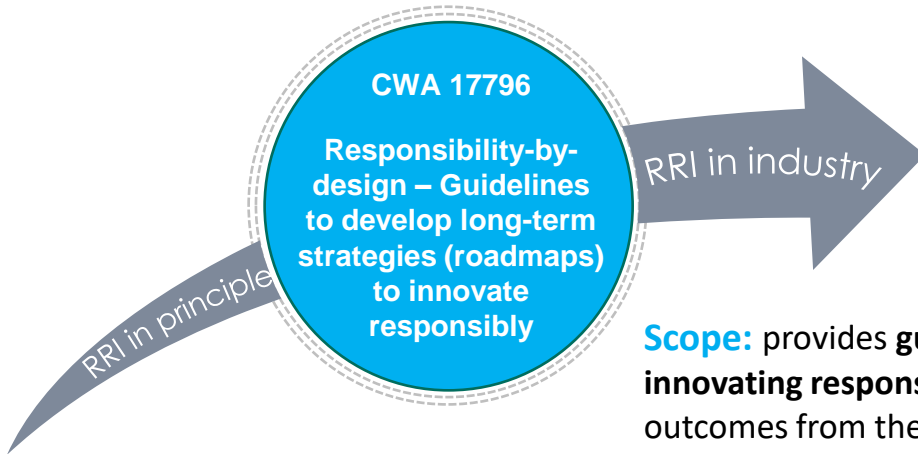 CWA 17796
Responsibility-by-
design – Guidelines
to develop long-term
strategies (roadmaps)
to innovate
responsibly
RRI in principle
RRI in industry
Scope: provides
innovating
outcomes from the